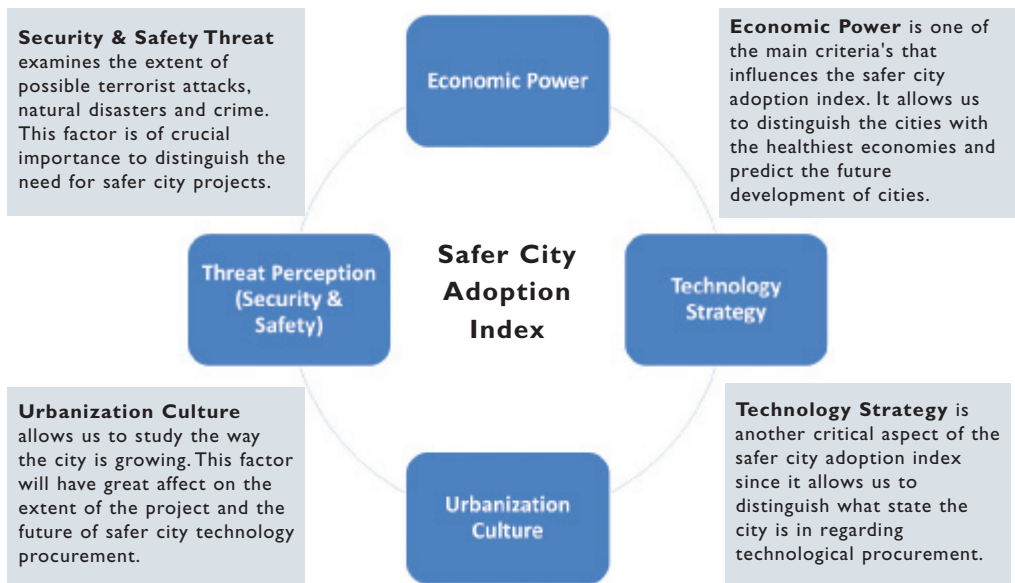 Security & Safety Threat
examines the extent of
possible terrorist attacks,
natural disasters and crime.
This factor is of crucial
importance to distinguish the
need for safer city projects.
Economic Power
Economic Power is one of
the main criteria's that
influences the safer city
adoption index. It allows us
to distinguish the cities with
the healthiest economies and
predict the future
development of cities.
Threat Perception
(Security &
Safety)
Safer City
Adoption
Index
Technology
Strategy
Urbanization Culture
allows us to study the way
the city is growing. This factor
will have great affect on the
extent of the project and the
future of safer city technology
procurement.
Urbanization
Culture
Technology Strategy is
another critical aspect of the
safer city adoption index
since it allows us to
distinguish what state the
city is in regarding
technological procurement.